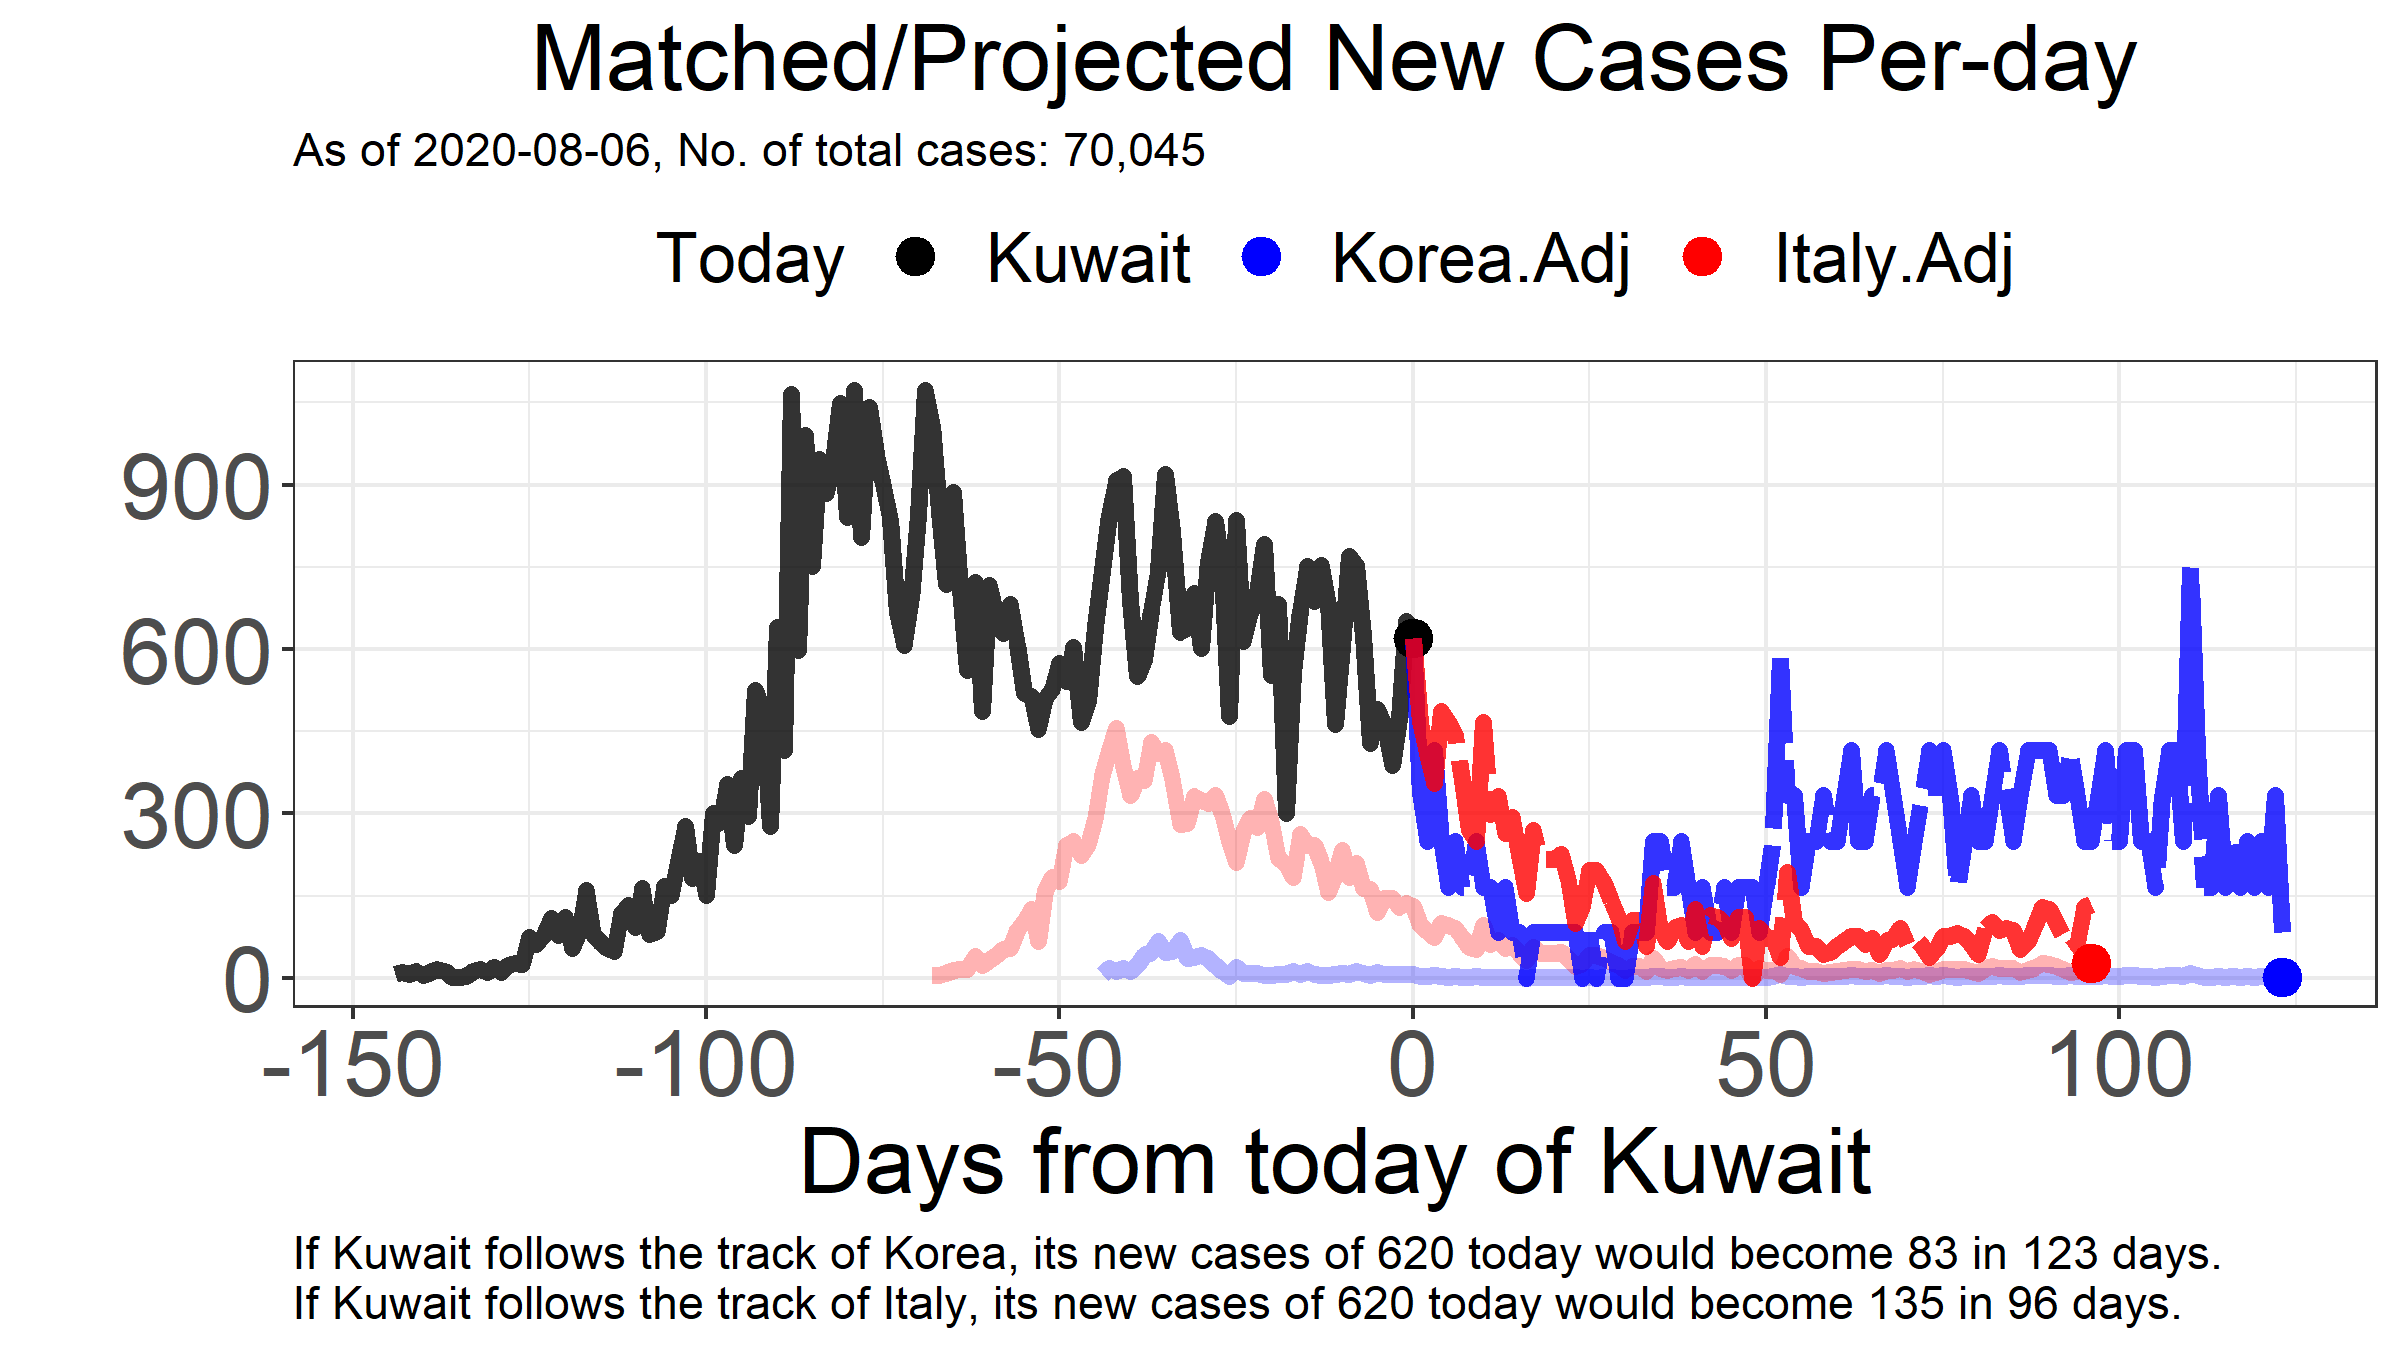 Matched/Projected New Cases Per-day
As of 2020-08-06, No. of total cases: 70,045
Today Kuwait Korea.Adj Italy.Adj
900
600
300
0
-150 -100 -50 0 50 100
Days from today of Kuwait
If Kuwait follows the track of Korea, its new cases of 620 today would become 83 in 123 days.
If Kuwait follows the track of Italy, its new cases of 620 today would become 135 in 96 days.